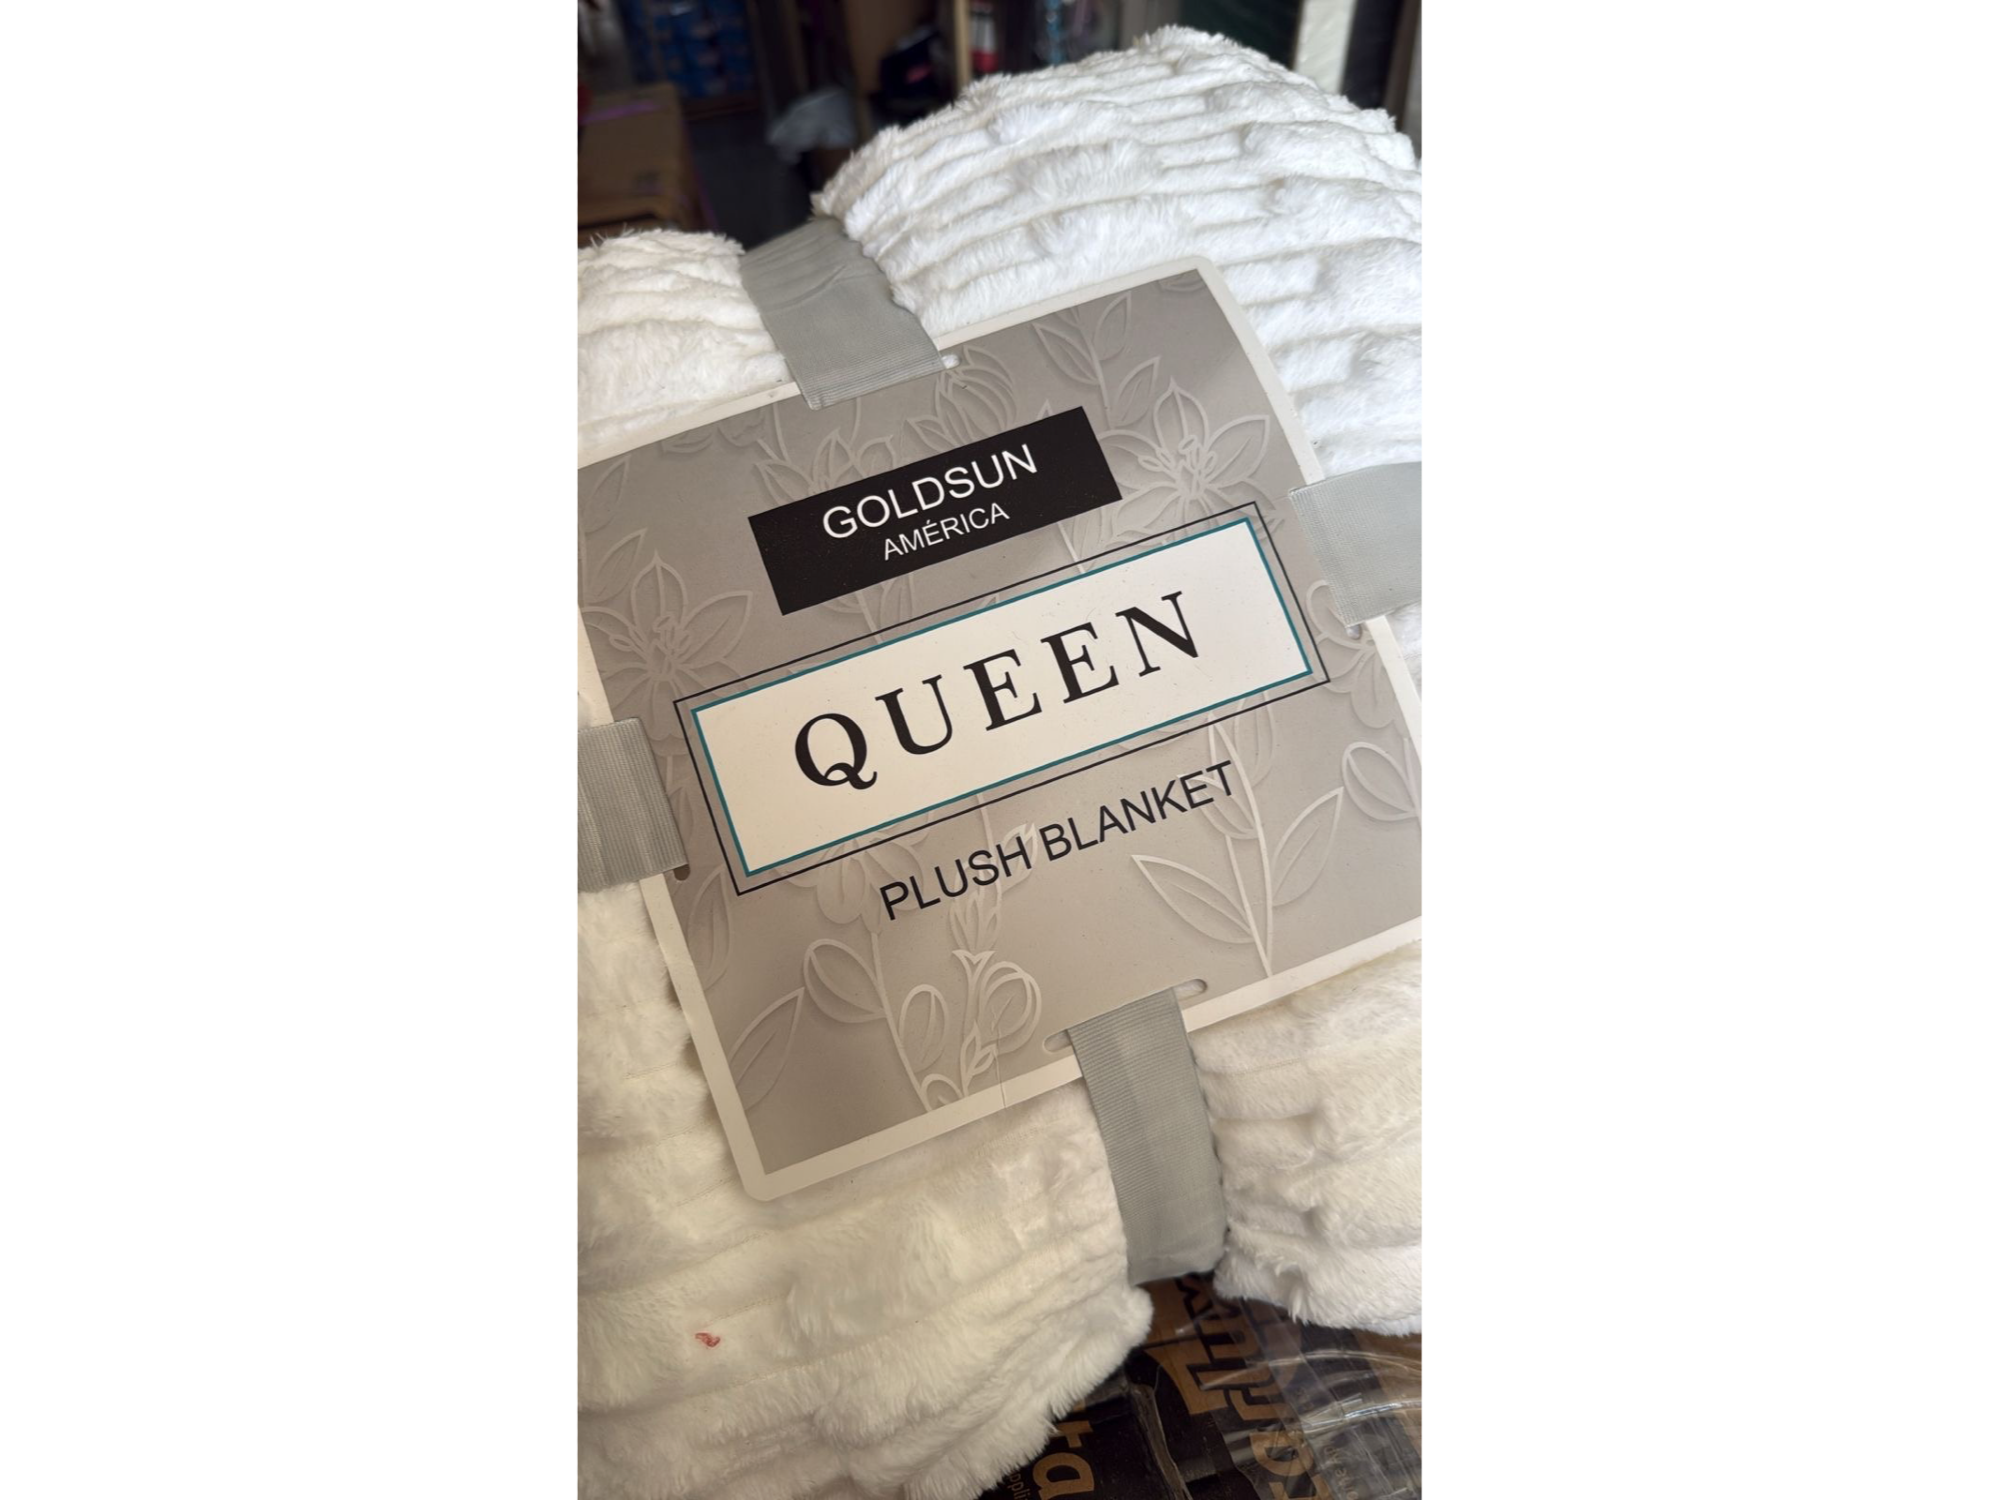 GOLDSUN
AMÉRICA
QUEEN
PLUSH BLANKET